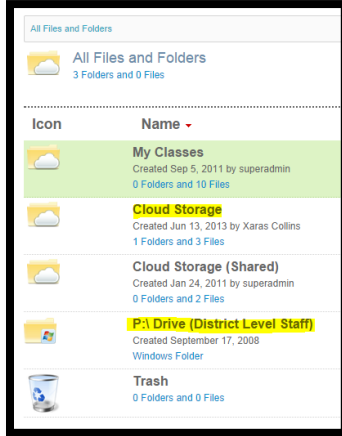 All Files and Folders
All Files and Folders
3 Folders and 0 Files
Icon Name
My Classes
Created Sep 5, 2011 by superadmin
0 Folders and 10 Files
Cloud Storage
Created Jun 13, 2013 by Xaras Collins
1 Folders and 3 Files
Cloud Storage (Shared)
Created Jan 24, 2011 by superadmin
0 Folders and 2 Files
P:\ Drive (District Level Staff)
Created September 17, 2008
Windows Folder
Trash
0 Folders and 0 Files